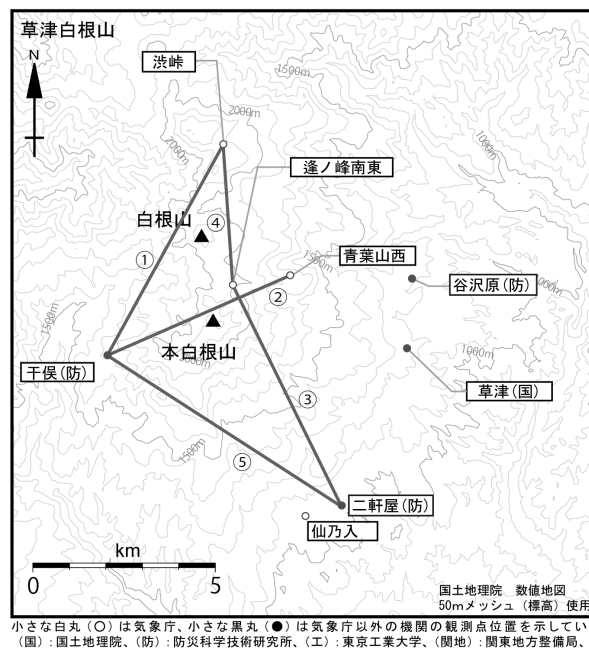 草津白根山
N
渋峠
1500m
2000m
2000m
1000m
逢ノ峰南東
白根山
④
①
青葉山西
1500m
②
谷沢原(防)
本白根山
1500m
干俣(防)
1000m
草津(国)
③
1500m
⑤
二軒屋(防)
仙乃入
km
0 5
国土地理院 数値地図
50mメッシュ(標高)使用
小さな白丸(○)は気象庁、小さな黒丸(●)は気象庁以外の機関の観測点位置を示してい
(国):国土地理院、(防):防災科学技術研究所、(工):東京工業大学、(関地):関東地方整備局、